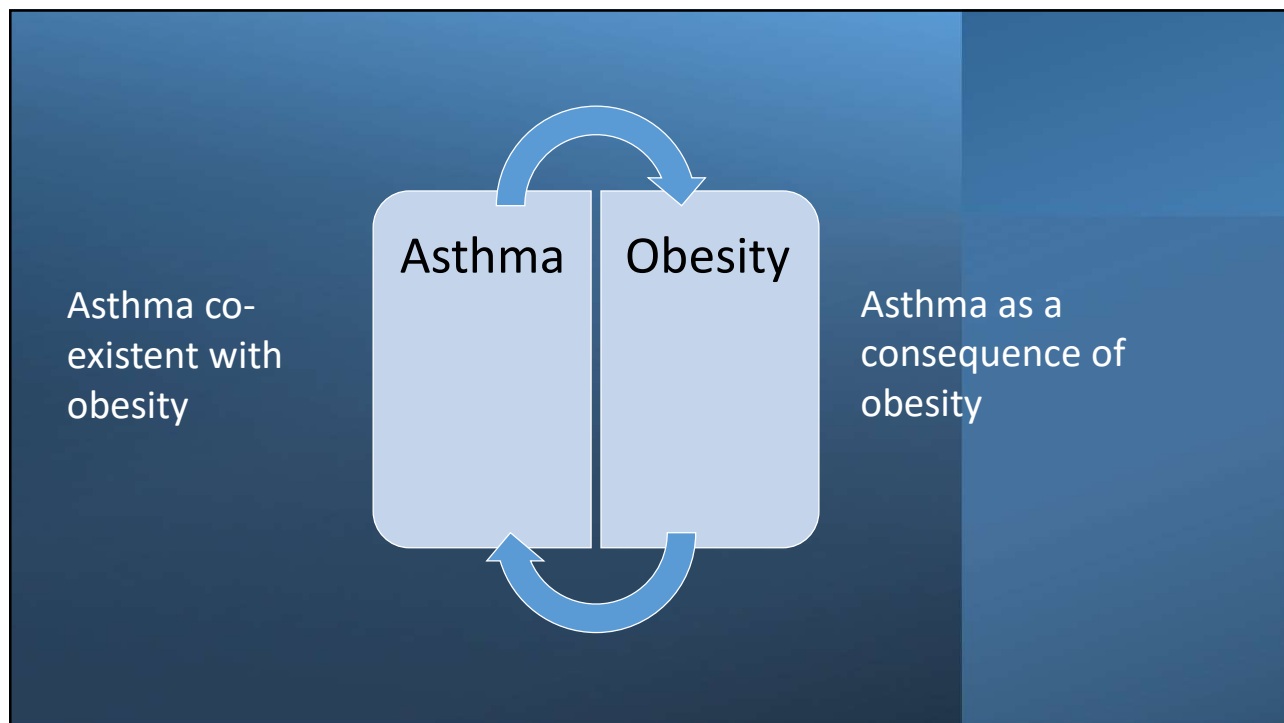 Asthma
Obesity
Asthma co-
existent with
obesity
Asthma as a
consequence of
obesity